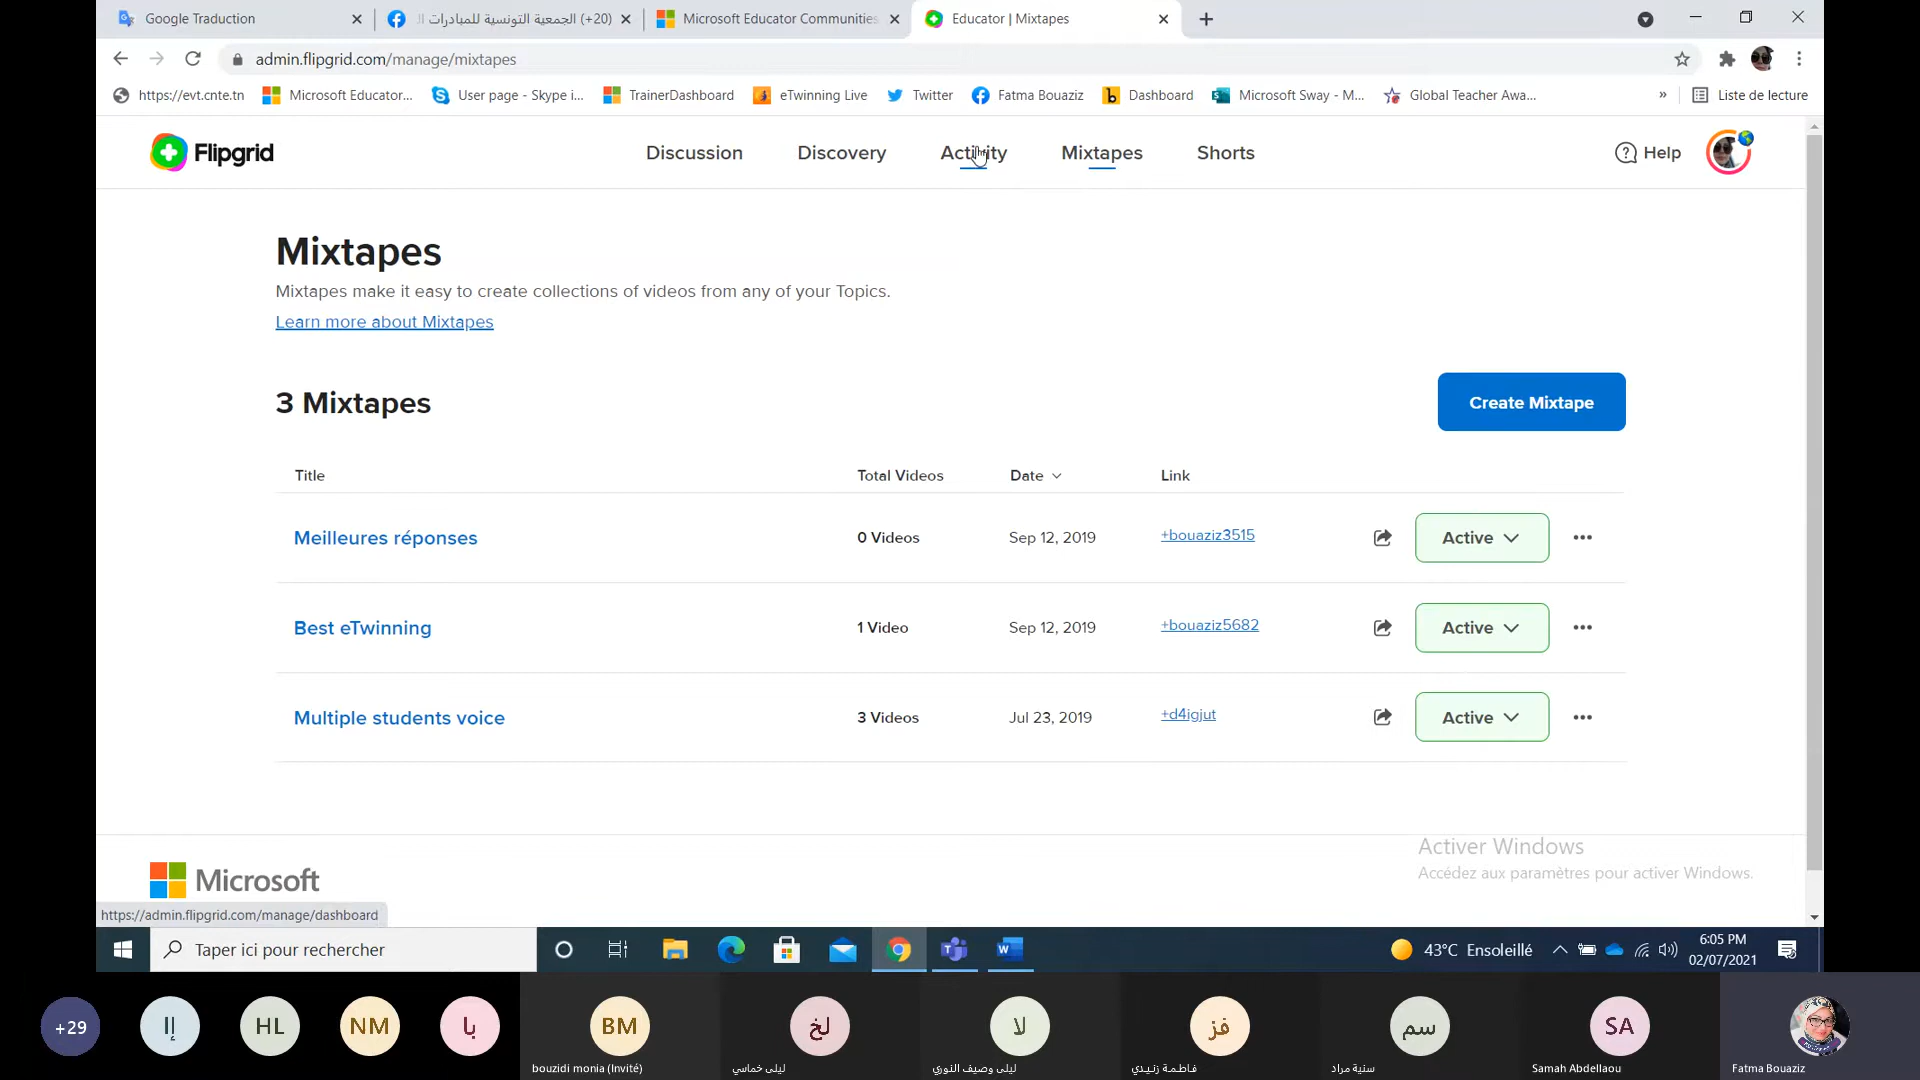 Google Traduction
(20+) الجمعية التونسية للمبادرات ال
Microsoft Educator Communities
Educator | Mixtapes
admin.flipgrid.com/manage/mixtapes
https://evt.cnte.tn
Microsoft Educator...
User page - Skype i...
TrainerDashboard
eTwinning Live
Twitter
Fatma Bouaziz
Dashboard
Microsoft Sway - M...
Global Teacher Awa...
»
Liste de lecture
Flipgrid
Discussion
Discovery
Activity
Mixtapes
Shorts
Help
Mixtapes
Mixtapes make it easy to create collections of videos from any of your Topics.
Learn more about Mixtapes
3 Mixtapes
Create Mixtape
Title
Total Videos
Date
Link
Meilleures réponses
0 Videos
Sep 12, 2019
+bouaziz3515
Active
Best eTwinning
1 Video
Sep 12, 2019
+bouaziz5682
Active
Multiple students voice
3 Videos
Jul 23, 2019
+d4igjut
Active
Activer Windows
Accédez aux paramètres pour activer Windows.
Microsoft
https://admin.flipgrid.com/manage/dashboard
Taper ici pour rechercher
43°C Ensoleillé
6:05 PM
02/07/2021
+29
إا
HL
NM
با
BM
bouzidi monia (Invité)
لخ
ليلى خماسي
لا
ليلى وصيف النوري
فز
فاطمة زنيدي
سم
سنية مراد
SA
Samah Abdellaou
Fatma Bouaziz